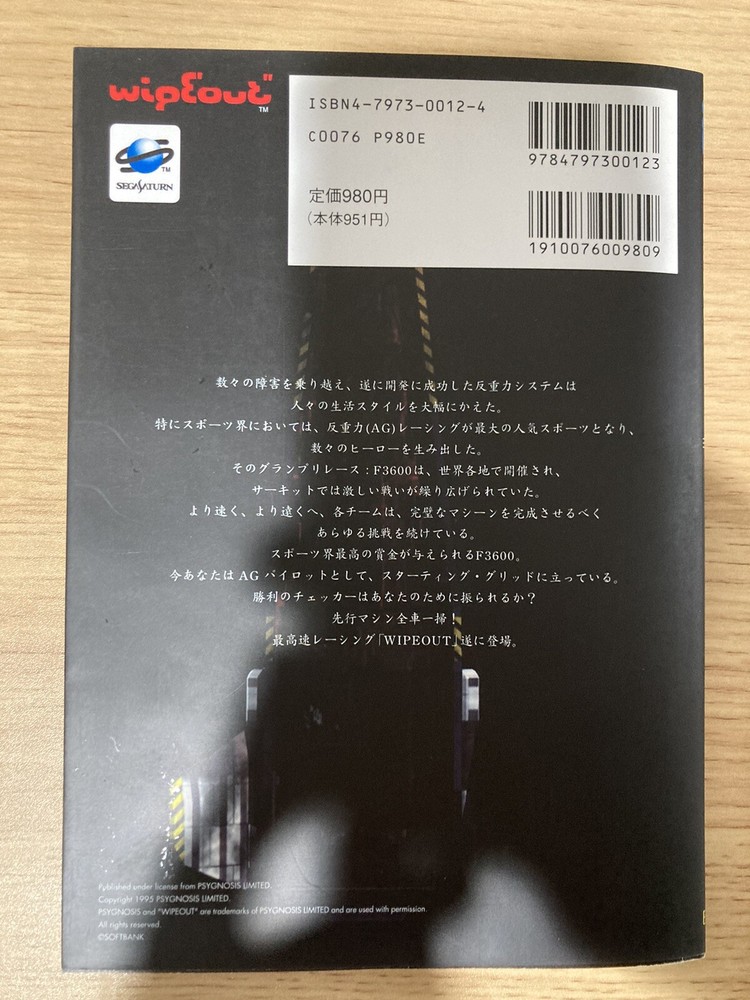 wipE'out"
TM
SEGA SATURN
TM
ISBN4-7973-0012-4
C0076 P980E
9784797300123
定価980円
(本体951円)
1910076009809
数々の障害を乗り越え、遂に開発に成功した反重力システムは
人々の生活スタイルを大幅にかえた。
特にスポーツ界においては、反重力(AG)レーシングが最大の人気スポーツとなり、
数々のヒーローを生み出した。
そのグランプリレース:F3600は、世界各地で開催され、
サーキットでは激しい戦いが繰り広げられていた。
より速く、より遠くへ、各チームは、完璧なマシーンを完成させるべく
あらゆる挑戦を続けている。
スポーツ界最高の賞金が与えられるF3600。
今あなたは AG パイロットとして、スターティング・グリッドに立っている。
勝利のチェッカーはあなたのために振られるか?
先行マシン全車一掃!
最高速レーシング「WIPEOUT」遂に登場。
Published under license from PSYGNOSIS LIMITED.
Copyright 1995 PSYGNOSIS LIMITED.
PSYGNOSIS and "WIPEOUT" are trademarks of PSYGNOSIS LIMITED and are used with permission.
All rights reserved.
©SOFTBANK